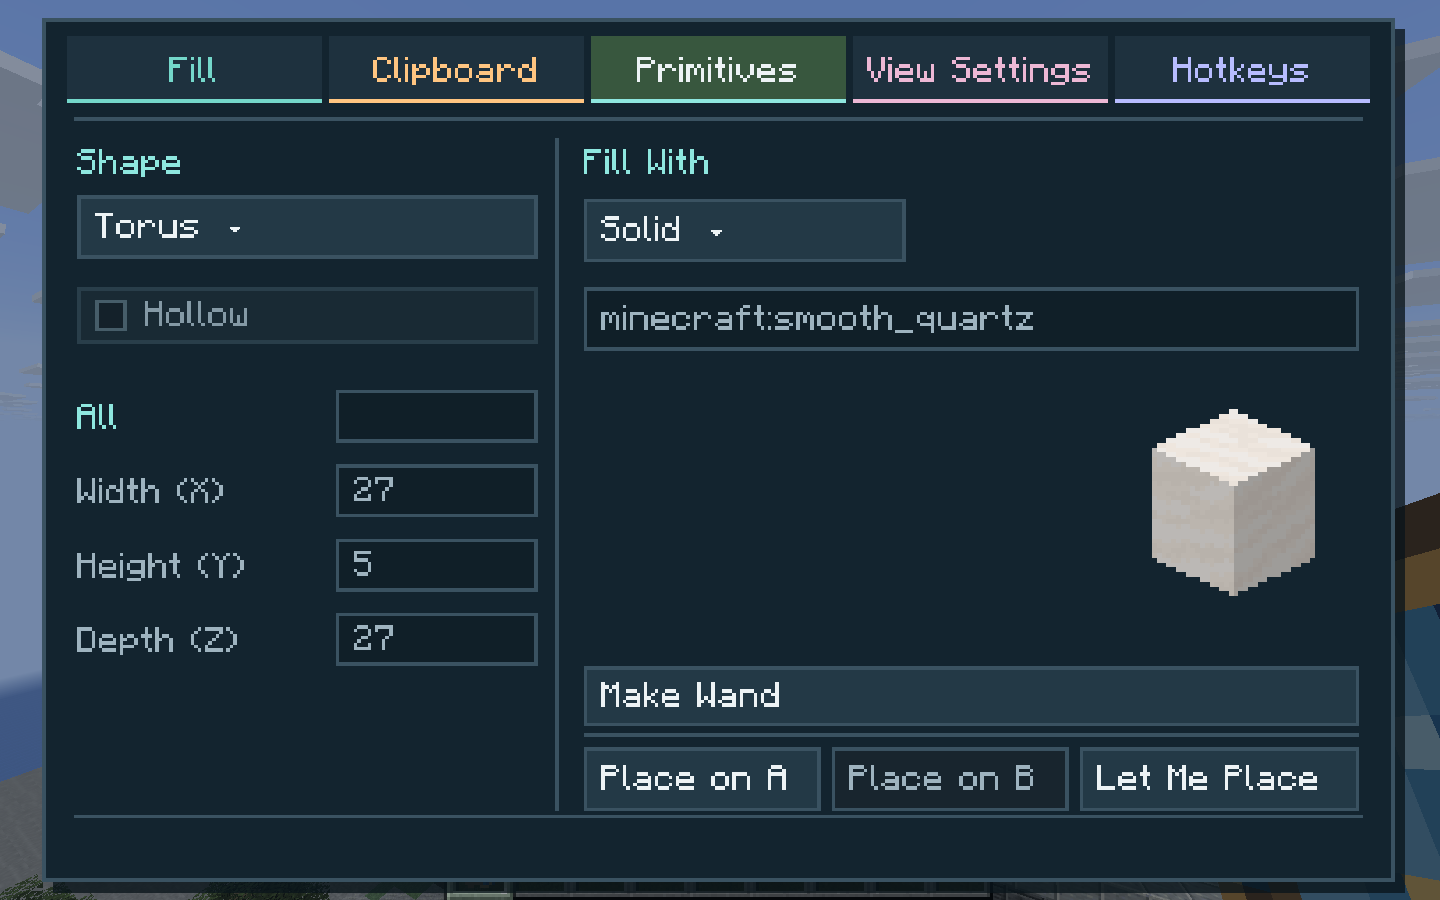 Fill Clipboard Primitives View Settings Hotkeys
Shape
Torus
Hollow
All
Width (X) 27
Height (Y) 5
Depth (Z) 27
Fill With
Solid
minecraft:smooth_quartz
Make Wand
Place on A Place on B Let Me Place